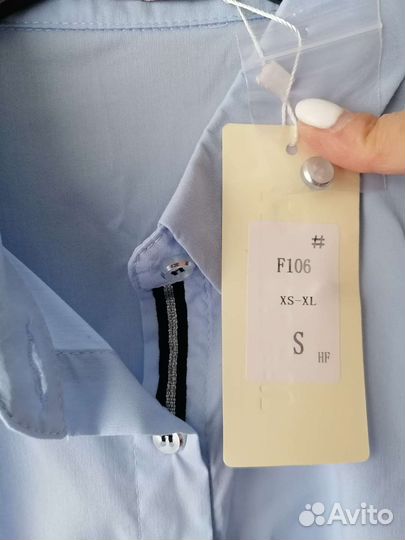 #
F106
XS-XL
S
HF
Avito